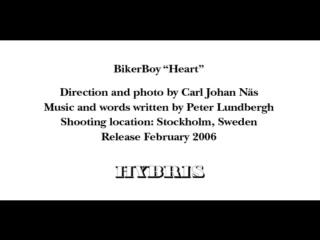 BikerBoy “Heart”
Direction and photo by Carl Johan Näs
Music and words written by Peter Lundbergh
Shooting location: Stockholm, Sweden
Release February 2006
HYBRIS